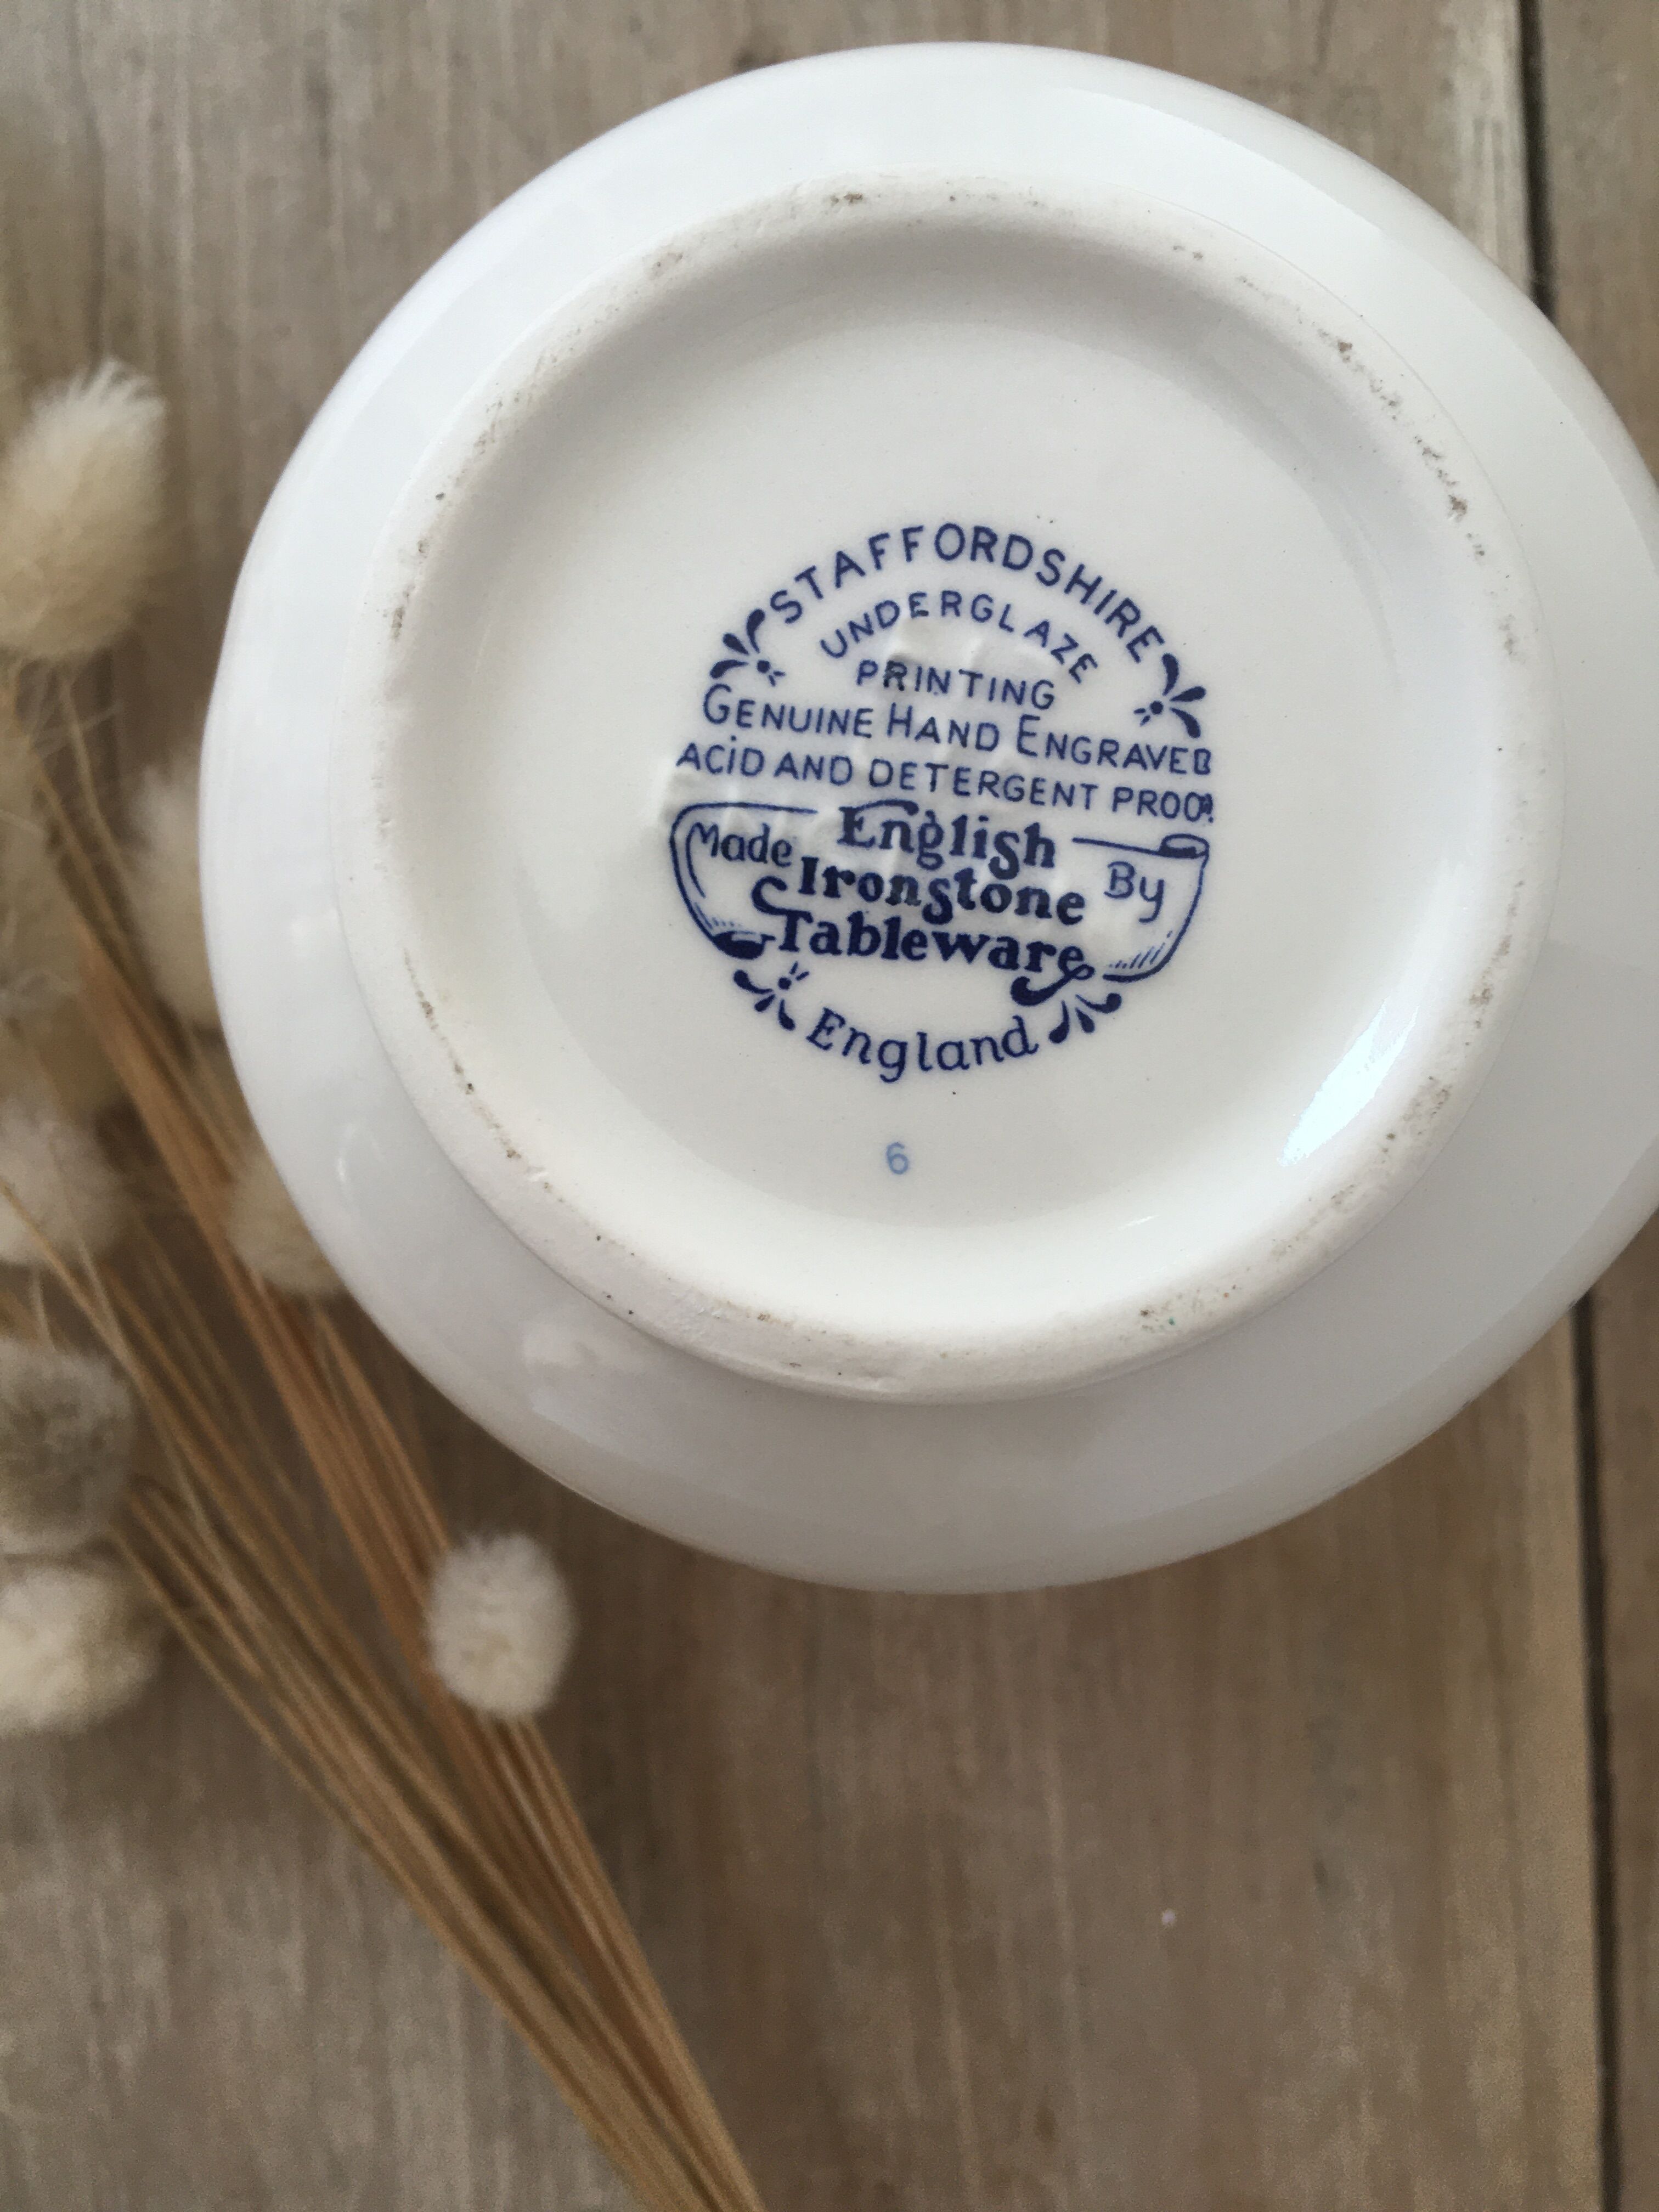 STAFFORDSHIRE
UNDERGLAZE
PRINTING
GENUINE HAND ENGRAVED
ACID AND DETERGENT PROOF
Made English By
Ironstone
Tableware
England
6